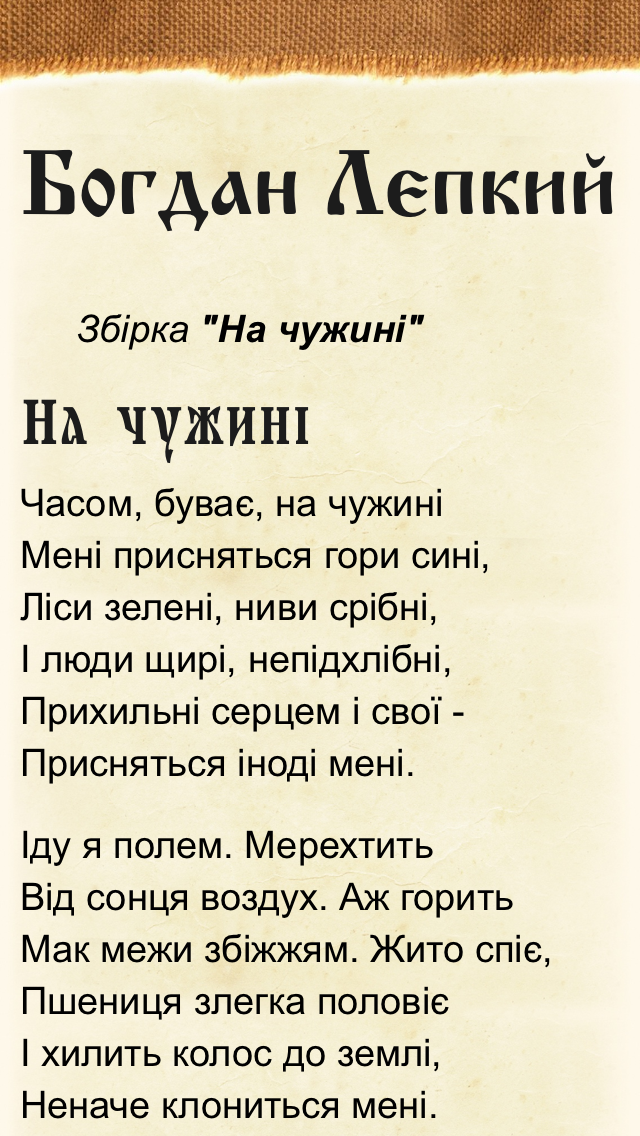 Богдан Лєпкий
Збірка "На чужині"
На чужині
Часом, буває, на чужині
Мені присняться гори сині,
Ліси зелені, ниви срібні,
І люди щирі, непідхлібні,
Прихильні серцем і свої -
Присняться іноді мені.
Іду я полем. Мерехтить
Від сонця воздух. Аж горить
Мак межи збіжжям. Жито спіє,
Пшениця злегка половіє
І хилить колос до землі,
Неначе клониться мені.